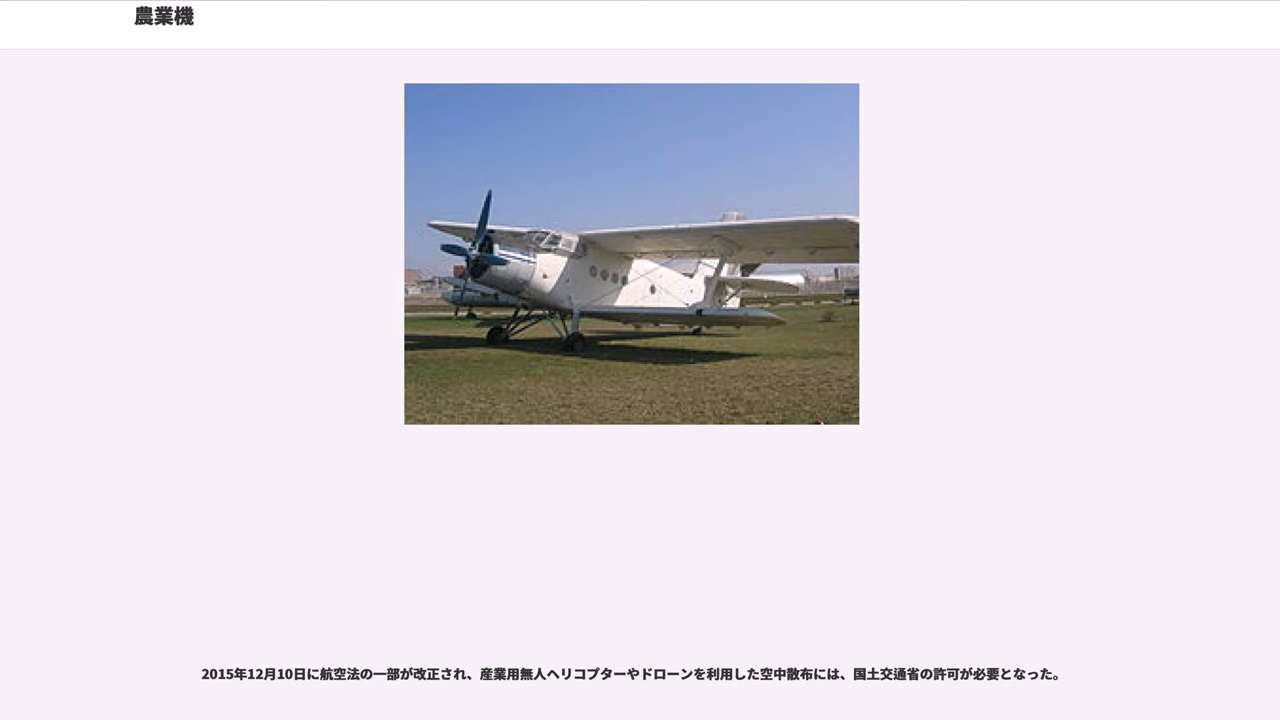 農業機
2015年12月10日に航空法の一部が改正され、産業用無人ヘリコプターやドローンを利用した空中散布には、国土交通省の許可が必要となった。